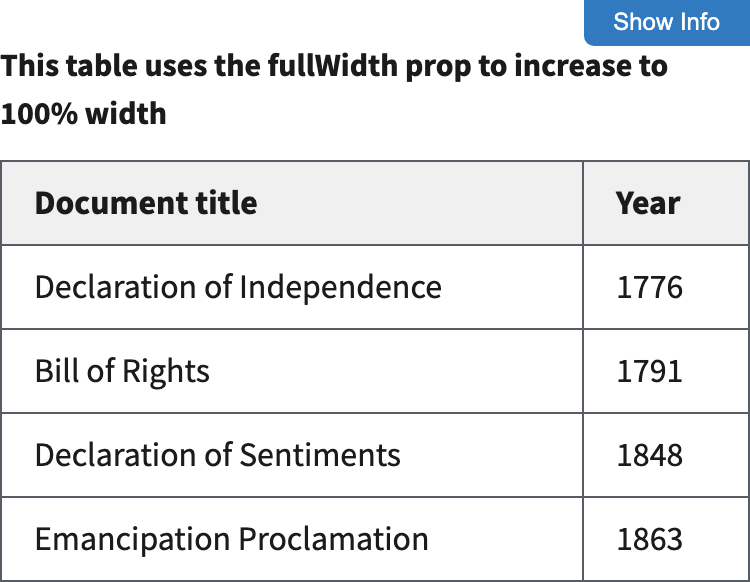 Show Info
This table uses the fullWidth prop to increase to
100% width
Document title Year
Declaration of Independence 1776
Bill of Rights 1791
Declaration of Sentiments 1848
Emancipation Proclamation 1863